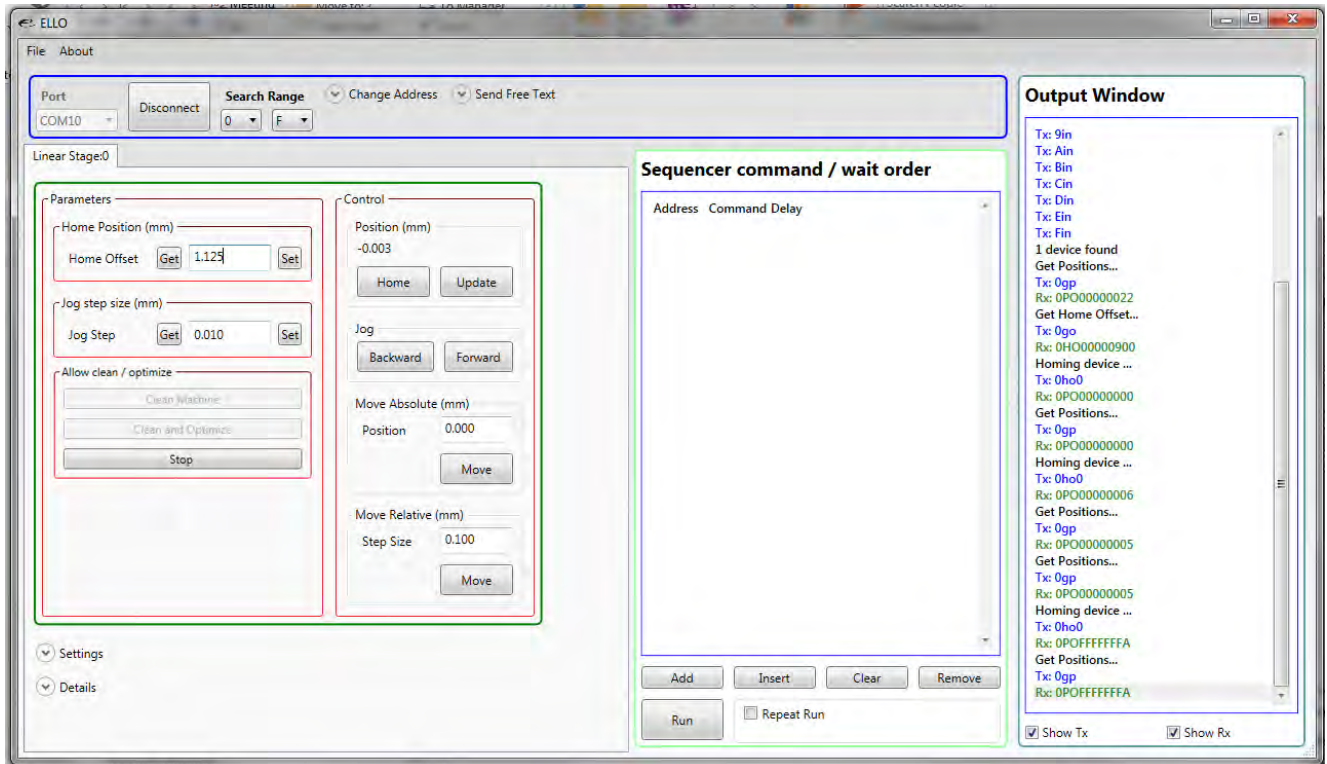 ELLO
File About
Port
COM10
Disconnect
Search Range
0 F
Change Address
Send Free Text
Linear Stage:0
Parameters
Home Position (mm)
Home Offset Get 1.125 Set
Jog step size (mm)
Jog Step Get 0.010 Set
Allow clean / optimize
Clean Machine
Clean and Optimize
Stop
Control
Position (mm)
-0.003
Home Update
Jog
Backward Forward
Move Absolute (mm)
Position 0.000
Move
Move Relative (mm)
Step Size 0.100
Move
Settings
Details
Sequencer command / wait order
Address Command Delay
Add Insert Clear Remove
Run
Repeat Run
Output Window
Tx: 9in
Tx: Ain
Tx: Bin
Tx: Cin
Tx: Din
Tx: Ein
Tx: Fin
1 device found
Get Positions...
Tx: 0gp
Rx: 0PO00000022
Get Home Offset...
Tx: 0go
Rx: 0HO00000900
Homing device ...
Tx: 0ho0
Rx: 0PO00000000
Get Positions...
Tx: 0gp
Rx: 0PO00000000
Homing device ...
Tx: 0ho0
Rx: 0PO00000006
Get Positions...
Tx: 0gp
Rx: 0PO00000005
Get Positions...
Tx: 0gp
Rx: 0PO00000005
Homing device ...
Tx: 0ho0
Rx: 0POFFFFFFFA
Get Positions...
Tx: 0gp
Rx: 0POFFFFFFFA
Show Tx Show Rx